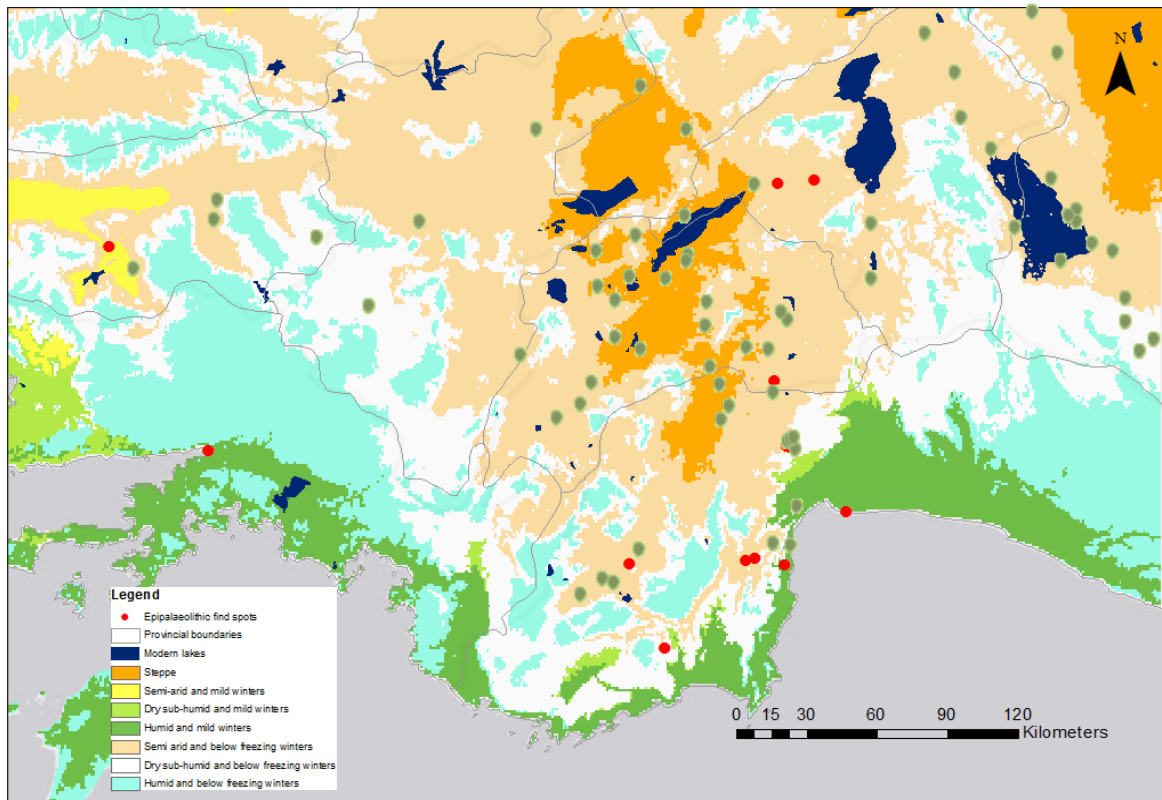 N
Legend
Epipalaeolithic find spots
Provincial boundaries
Modern lakes
Steppe
Semi-arid and mild winters
Dry sub-humid and mild winters
Humid and mild winters
Semi arid and below freezing winters
Dry sub-humid and below freezing winters
Humid and below freezing winters
0 15 30 60 90 120
Kilometers